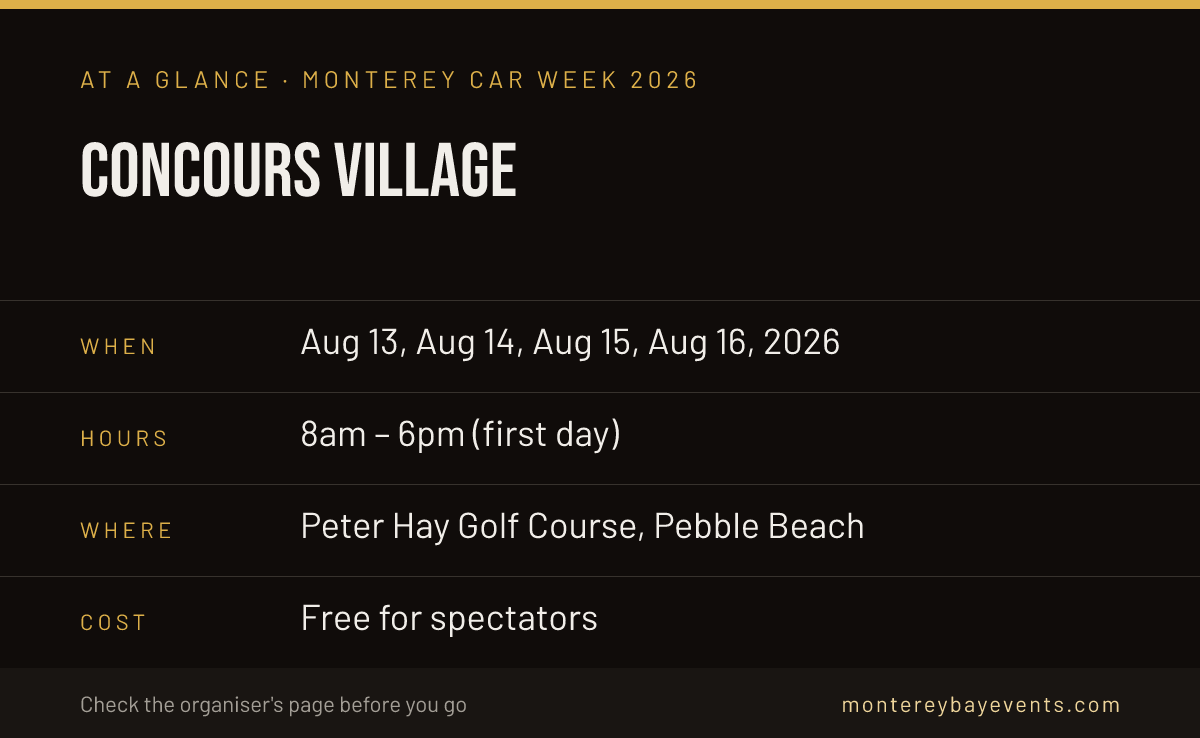 AT A GLANCE · MONTEREY CAR WEEK 2026
CONCOURS VILLAGE
WHEN Aug 13, Aug 14, Aug 15, Aug 16, 2026
HOURS 8am – 6pm (first day)
WHERE Peter Hay Golf Course, Pebble Beach
COST Free for spectators
Check the organiser's page before you go montereybayevents.com